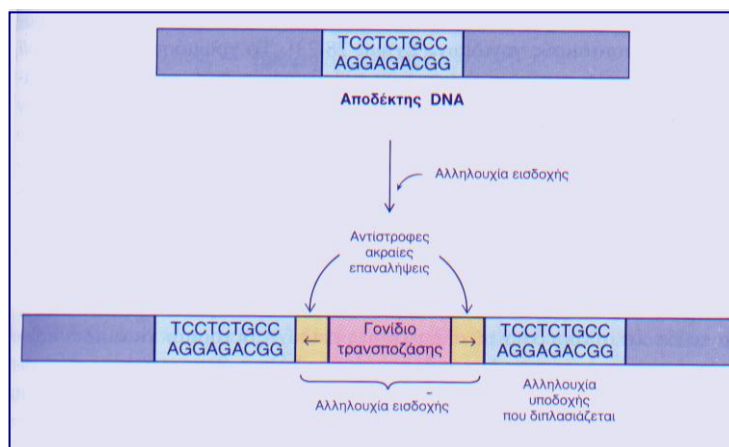 TCCTCTGCC
AGGAGACGG
Αποδέκτης DNA
Αλληλουχία εισδοχής
Αντίστροφες
ακραίες
επαναλήψεις
TCCTCTGCC
AGGAGACGG
←
Γονίδιο
τρανσποζάσης
→
TCCTCTGCC
AGGAGACGG
Αλληλουχία εισδοχής
Αλληλουχία
υποδοχής
που διπλασιάζεται